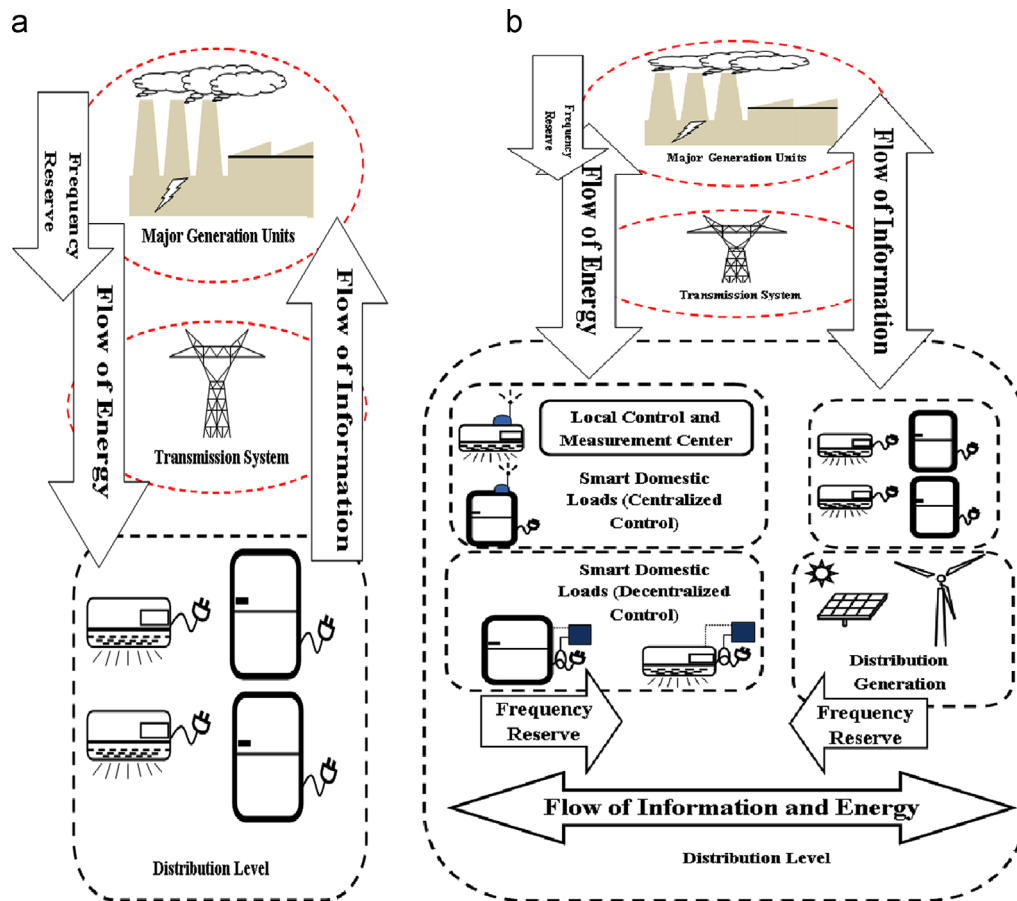 a
Frequency
Reserve
Major Generation Units
Flow of Energy
Flow of Information
Transmission System
Distribution Level
b
Frequency
Reserve
Major Generation Units
Flow of Energy
Flow of Information
Transmission System
Local Control and
Measurement Center
Smart Domestic
Loads (Centralized
Control)
Smart Domestic
Loads (Decentralized
Control)
Distribution
Generation
Frequency
Reserve
Frequency
Reserve
Flow of Information and Energy
Distribution Level